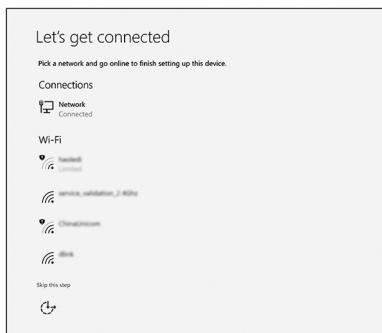 Let's get connected
Pick a network and go online to finish setting up this device.
Connections
Network
Connected
Wi-Fi
Limited
service_validation_2.4Ghz
ChinaUnicom
dlink
Skip this step